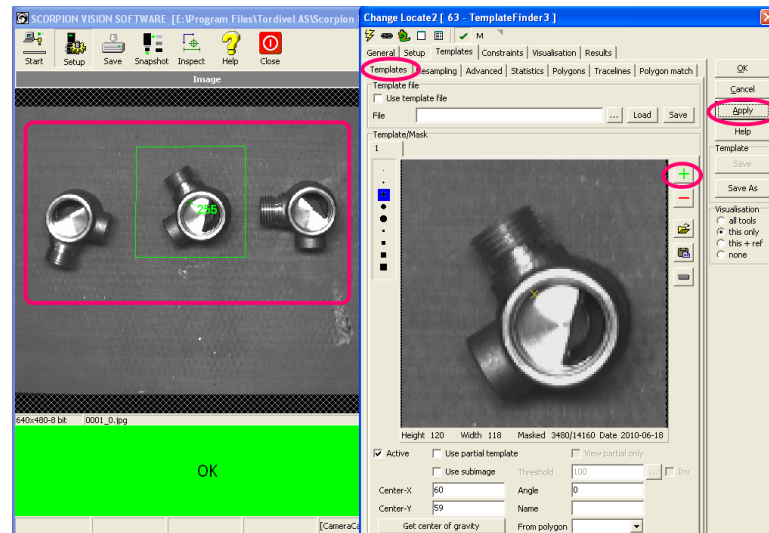 SCORPION VISION SOFTWARE [E:\Program Files\Tordivel AS\Scorpion
Start Setup Save Snapshot Inspect Help Close
Image
255
640x480-8 bit 0001_0.jpg
OK
[CameraCa
Change Locate2 [ 63 - TemplateFinder3 ]
M
General Setup Templates Constraints Visualisation Results
Templates Resampling Advanced Statistics Polygons Tracelines Polygon match
Template file
Use template file
File ... Load Save
Template/Mask
1
Height 120 Width 118 Masked 3480/14160 Date 2010-06-18
Active Use partial template View partial only
Use subimage Threshold 100 ... Inv
Center-X 60 Angle 0
Center-Y 59 Name
Get center of gravity From polygon
OK
Cancel
Apply
Help
Template
Save
Save As
Visualisation
all tools
this only
this + ref
none